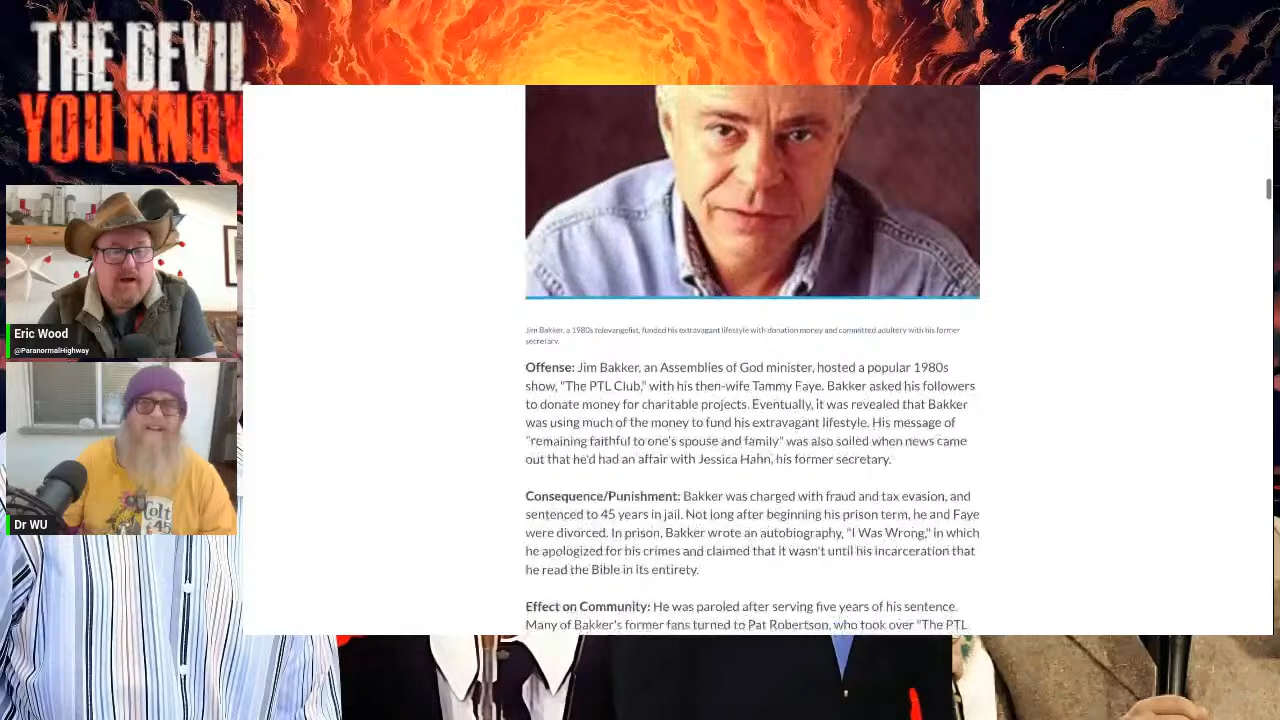 THE DEVIL
YOU KNOW
Eric Wood
@ParanormalHighway
Colt
45
Dr WU
Jim Bakker, a 1980s televangelist, funded his extravagant lifestyle with donation money and committed adultery with his former
secretary.
Offense: Jim Bakker, an Assemblies of God minister, hosted a popular 1980s
show, "The PTL Club," with his then-wife Tammy Faye. Bakker asked his followers
to donate money for charitable projects. Eventually, it was revealed that Bakker
was using much of the money to fund his extravagant lifestyle. His message of
"remaining faithful to one's spouse and family" was also soiled when news came
out that he'd had an affair with Jessica Hahn, his former secretary.
Consequence/Punishment: Bakker was charged with fraud and tax evasion, and
sentenced to 45 years in jail. Not long after beginning his prison term, he and Faye
were divorced. In prison, Bakker wrote an autobiography, "I Was Wrong," in which
he apologized for his crimes and claimed that it wasn't until his incarceration that
he read the Bible in its entirety.
Effect on Community: He was paroled after serving five years of his sentence.
Many of Bakker's former fans turned to Pat Robertson, who took over "The PTL